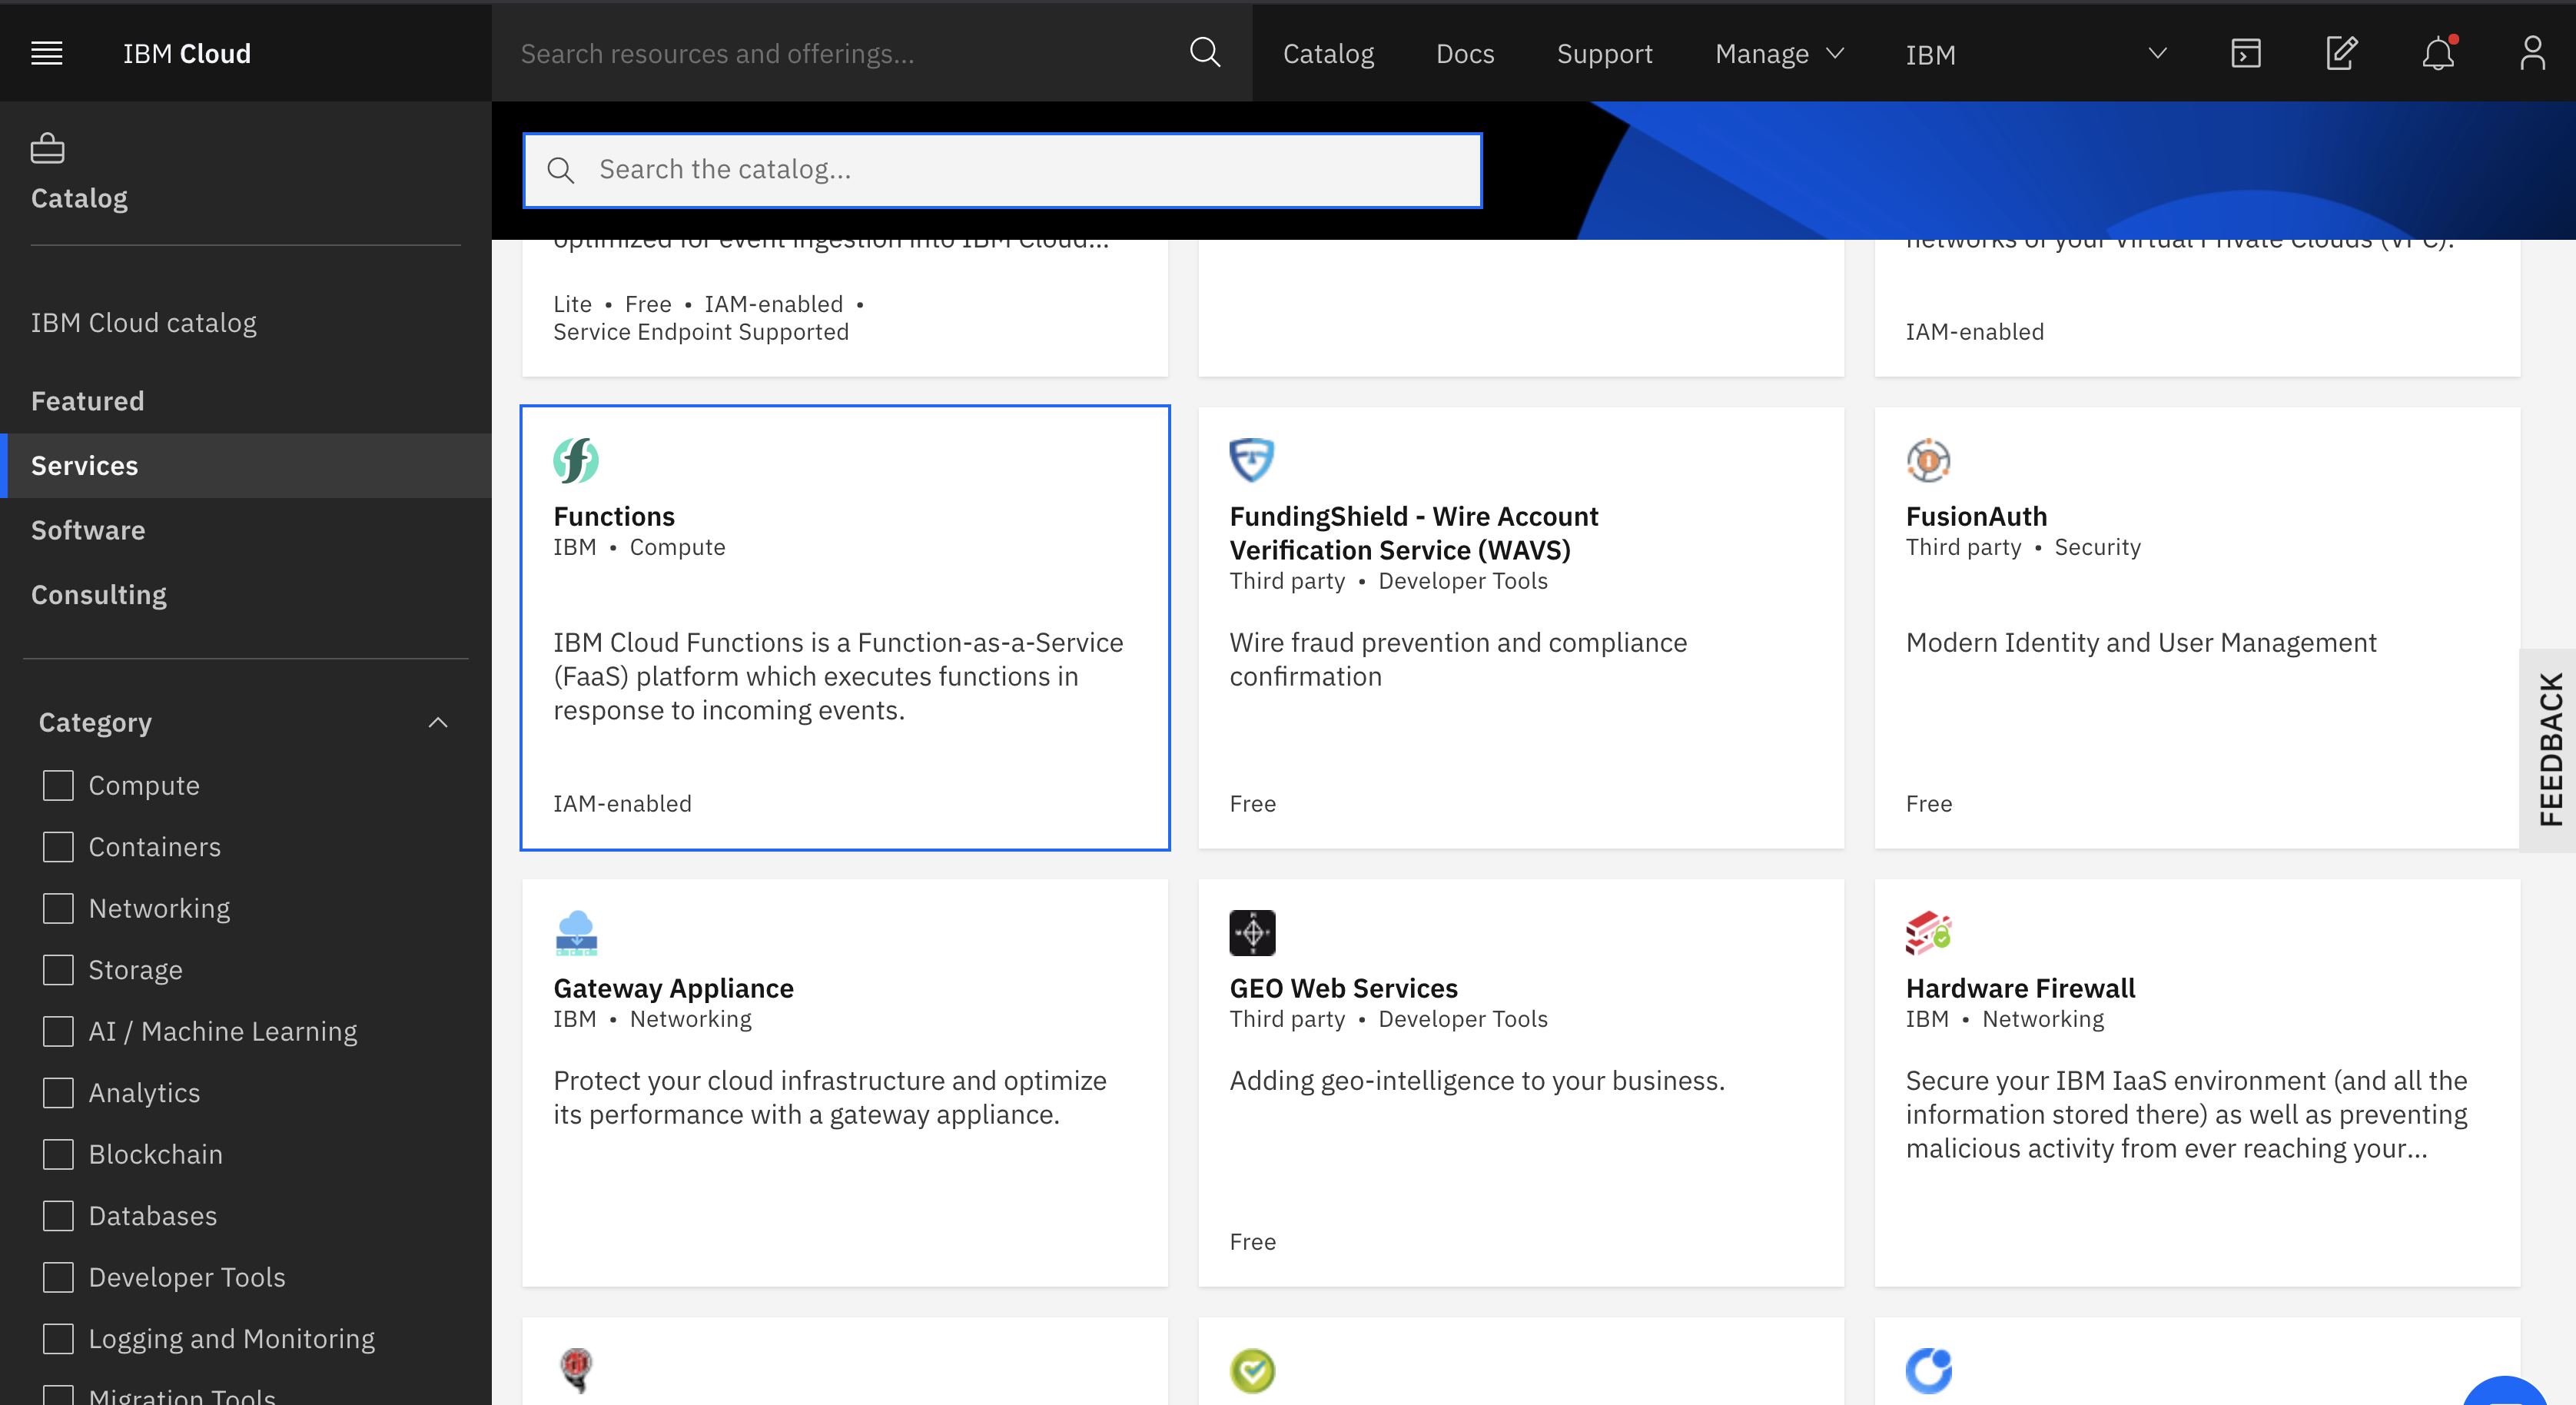 IBM Cloud
Search resources and offerings...
Catalog
Docs
Support
Manage
IBM
Catalog
IBM Cloud catalog
Featured
Services
Software
Consulting
Category
Compute
Containers
Networking
Storage
AI / Machine Learning
Analytics
Blockchain
Databases
Developer Tools
Logging and Monitoring
Migration Tools
Search the catalog...
optimized for event ingestion into IBM Cloud...
Lite • Free • IAM-enabled •
Service Endpoint Supported
networks of your Virtual Private Clouds (VPC).
IAM-enabled
Functions
IBM • Compute
IBM Cloud Functions is a Function-as-a-Service
(FaaS) platform which executes functions in
response to incoming events.
IAM-enabled
FundingShield - Wire Account
Verification Service (WAVS)
Third party • Developer Tools
Wire fraud prevention and compliance
confirmation
Free
FusionAuth
Third party • Security
Modern Identity and User Management
Free
Gateway Appliance
IBM • Networking
Protect your cloud infrastructure and optimize
its performance with a gateway appliance.
GEO Web Services
Third party • Developer Tools
Adding geo-intelligence to your business.
Free
Hardware Firewall
IBM • Networking
Secure your IBM IaaS environment (and all the
information stored there) as well as preventing
malicious activity from ever reaching your...
FEEDBACK